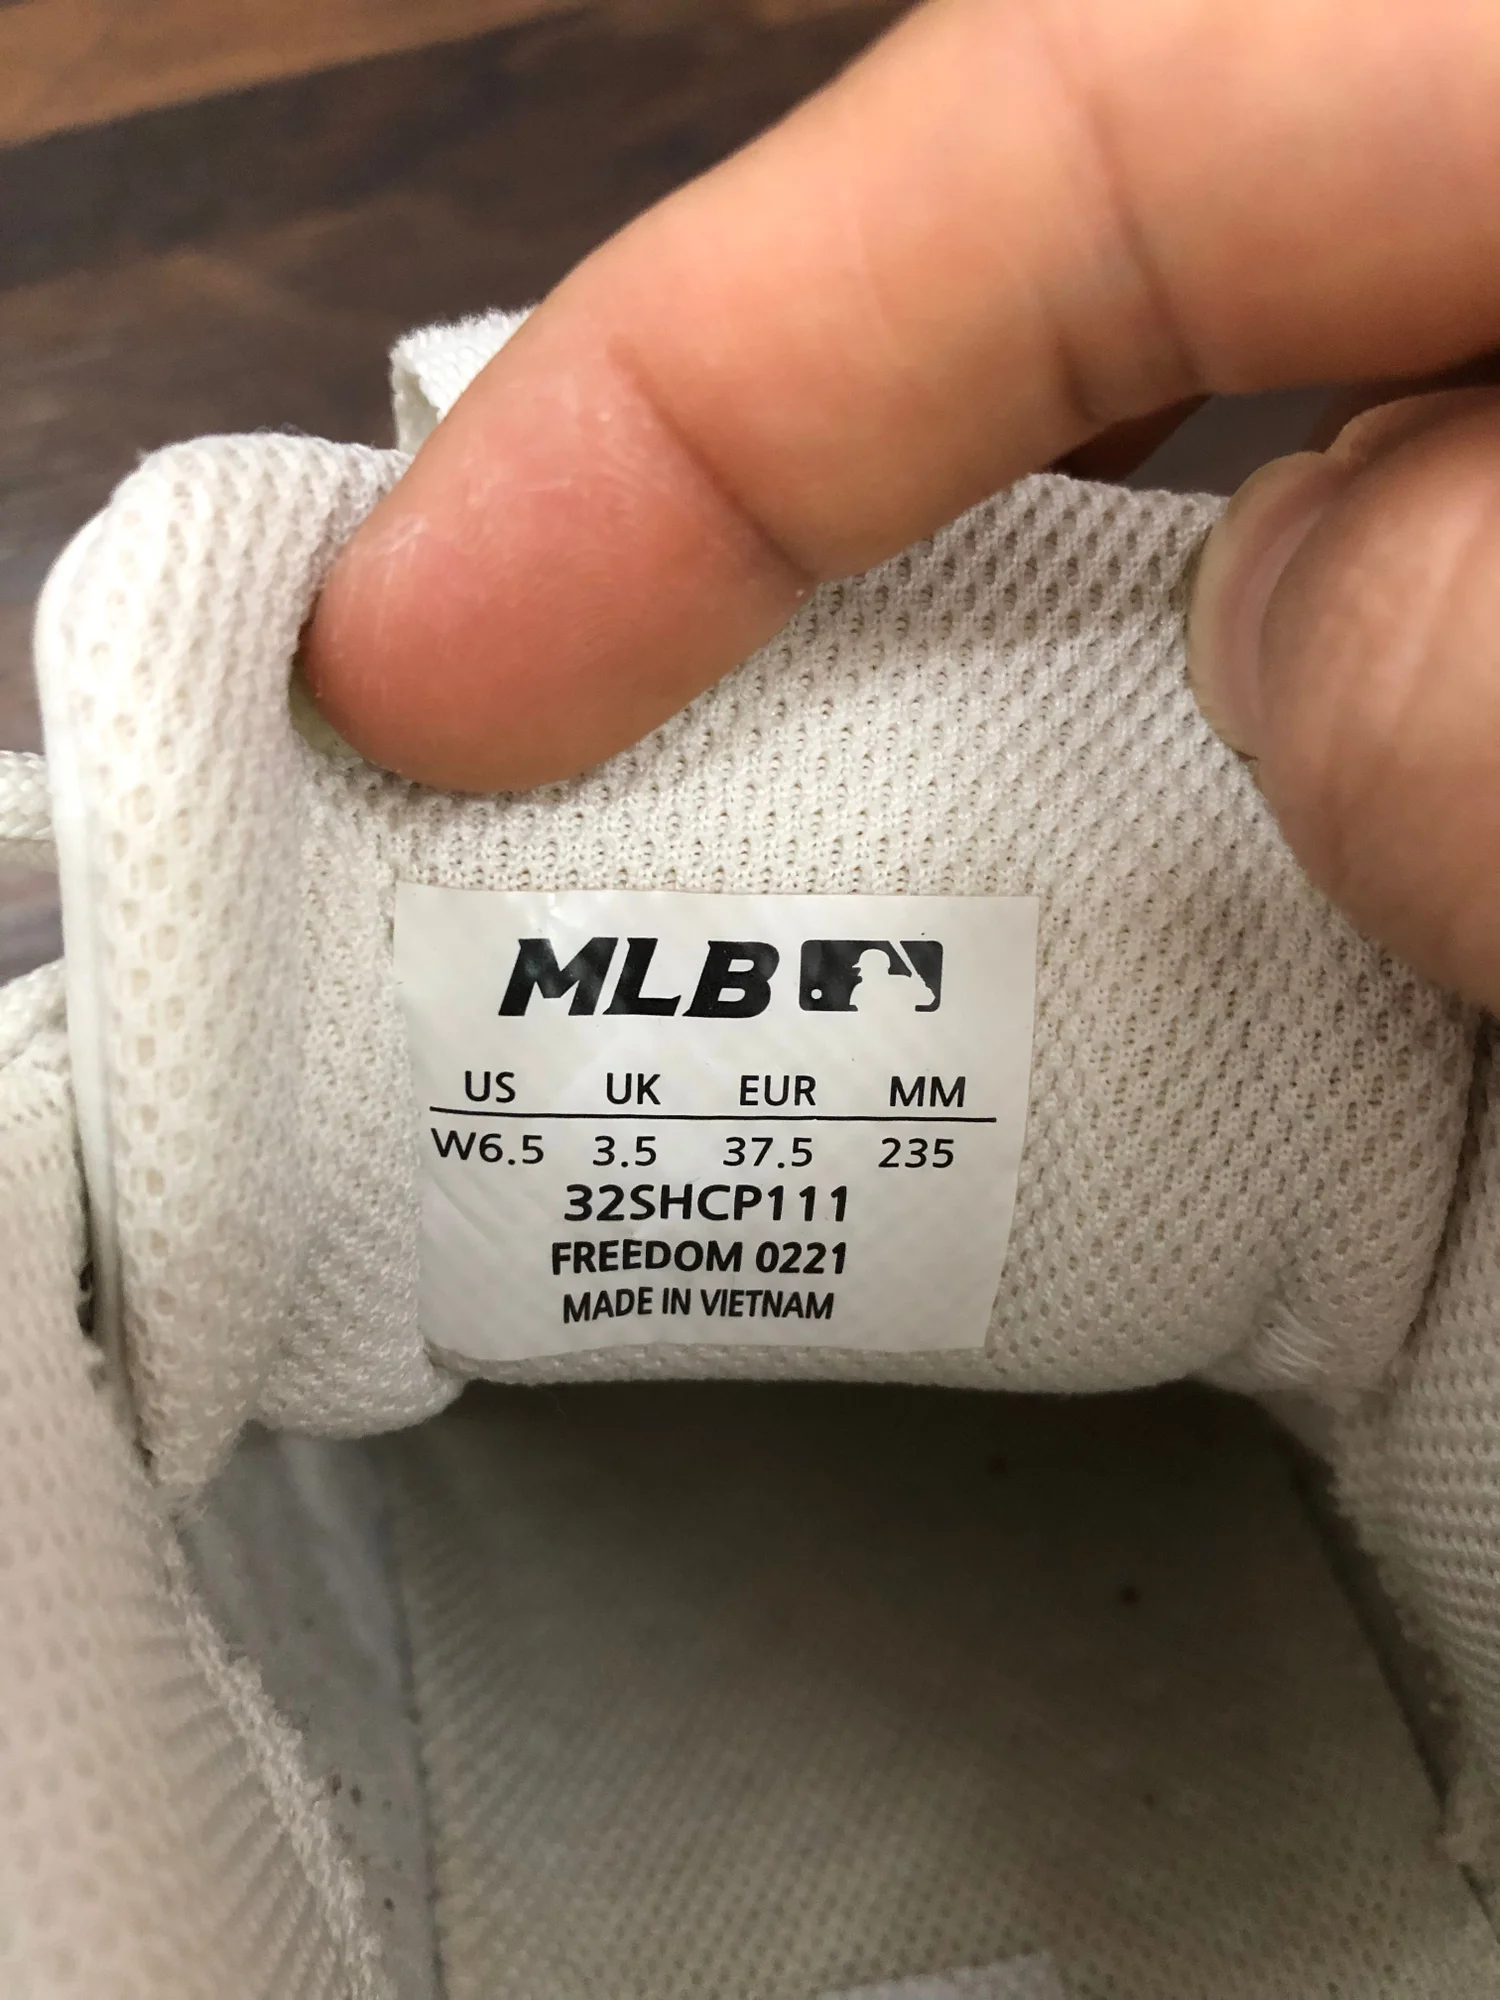 MLB
US UK EUR MM
W6.5 3.5 37.5 235
32SHCP111
FREEDOM 0221
MADE IN VIETNAM